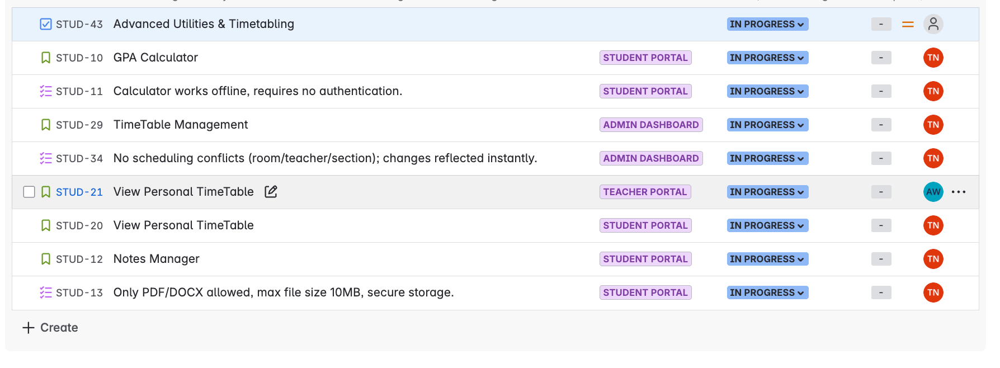 STUD-43 Advanced Utilities & Timetabling IN PROGRESS -
STUD-10 GPA Calculator STUDENT PORTAL IN PROGRESS - TN
STUD-11 Calculator works offline, requires no authentication. STUDENT PORTAL IN PROGRESS - TN
STUD-29 TimeTable Management ADMIN DASHBOARD IN PROGRESS - TN
STUD-34 No scheduling conflicts (room/teacher/section); changes reflected instantly. ADMIN DASHBOARD IN PROGRESS - TN
STUD-21 View Personal TimeTable TEACHER PORTAL IN PROGRESS - AW
STUD-20 View Personal TimeTable STUDENT PORTAL IN PROGRESS - TN
STUD-12 Notes Manager STUDENT PORTAL IN PROGRESS - TN
STUD-13 Only PDF/DOCX allowed, max file size 10MB, secure storage. STUDENT PORTAL IN PROGRESS - TN
Create